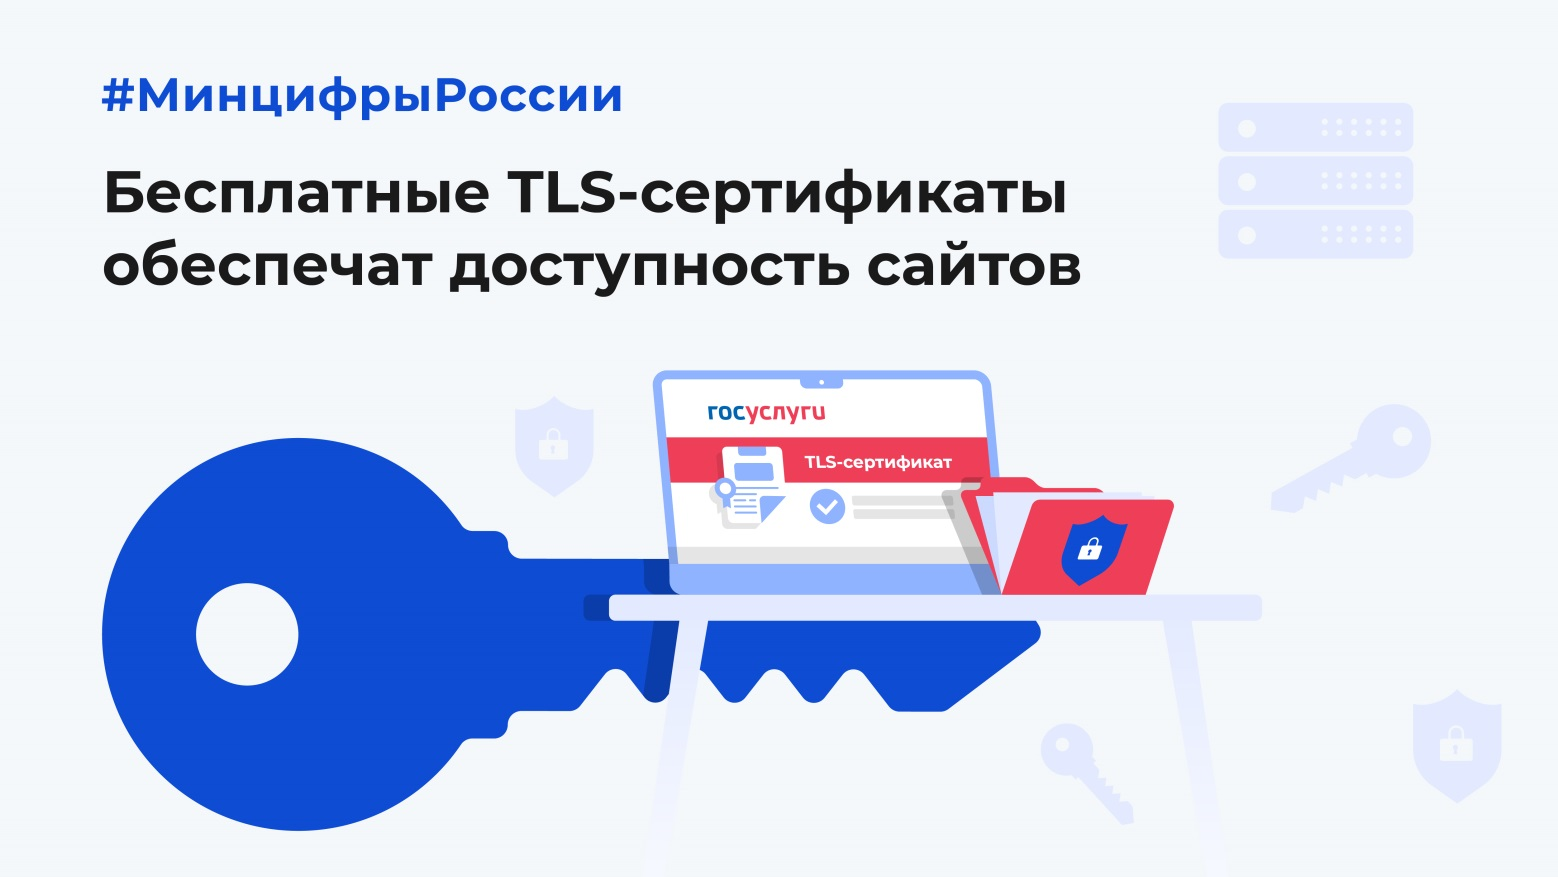 #МинцифрыРоссии
Бесплатные TLS-сертификаты
обеспечат доступность сайтов
госуслуги
TLS-сертификат